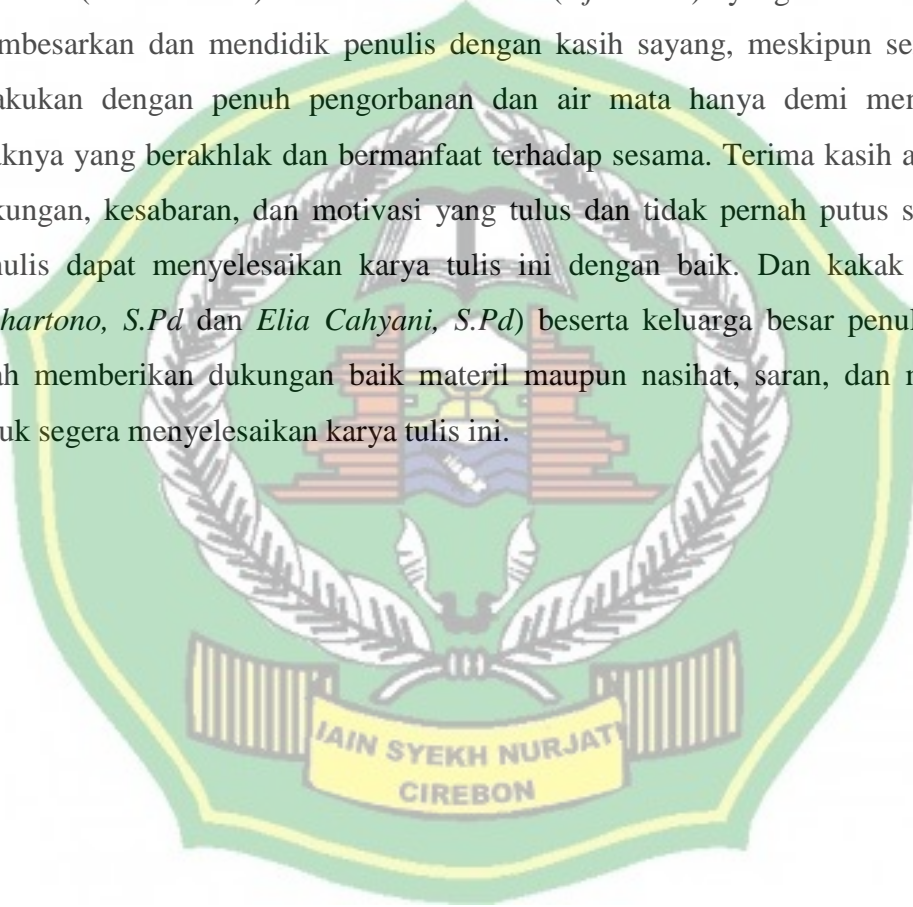 mbesarkan dan mendidik penulis dengan kasih sayang, meskipun se
akukan dengan penuh pengorbanan dan air mata hanya demi mer
aknya yang berakhlak dan bermanfaat terhadap sesama. Terima kasih a
kungan, kesabaran, dan motivasi yang tulus dan tidak pernah putus s
nulis dapat menyelesaikan karya tulis ini dengan baik. Dan kakak
hartono, S.Pd dan Elia Cahyani, S.Pd) beserta keluarga besar penul
ah memberikan dukungan baik materil maupun nasihat, saran, dan m
uk segera menyelesaikan karya tulis ini.
IAIN SYEKH NURJATI
CIREBON